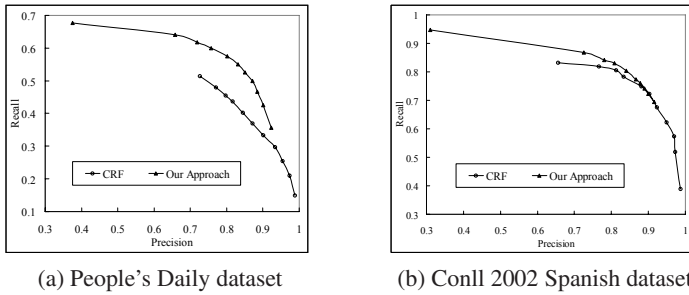 0.7
0.6
0.5
0.4
0.3
0.2
0.1
Recall
0.3 0.4 0.5 0.6 0.7 0.8 0.9 1
Precision
CRF Our Approach
(a) People's Daily dataset
1
0.9
0.8
0.7
0.6
0.5
0.4
0.3
Recall
0.3 0.4 0.5 0.6 0.7 0.8 0.9 1
Precision
CRF Our Approach
(b) Conll 2002 Spanish dataset